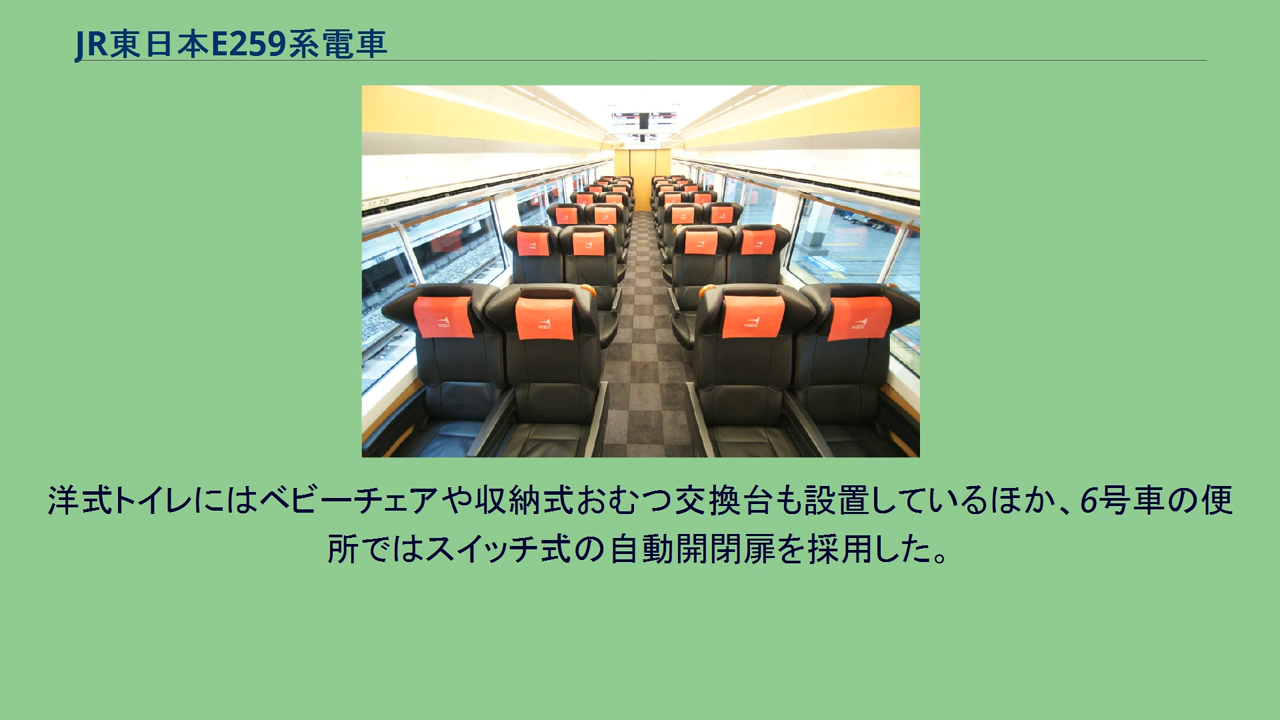 JR東日本E259系電車
洋式トイレにはベビーチェアや収納式おむつ交換台も設置しているほか、6号車の便
所ではスイッチ式の自動開閉扉を採用した。